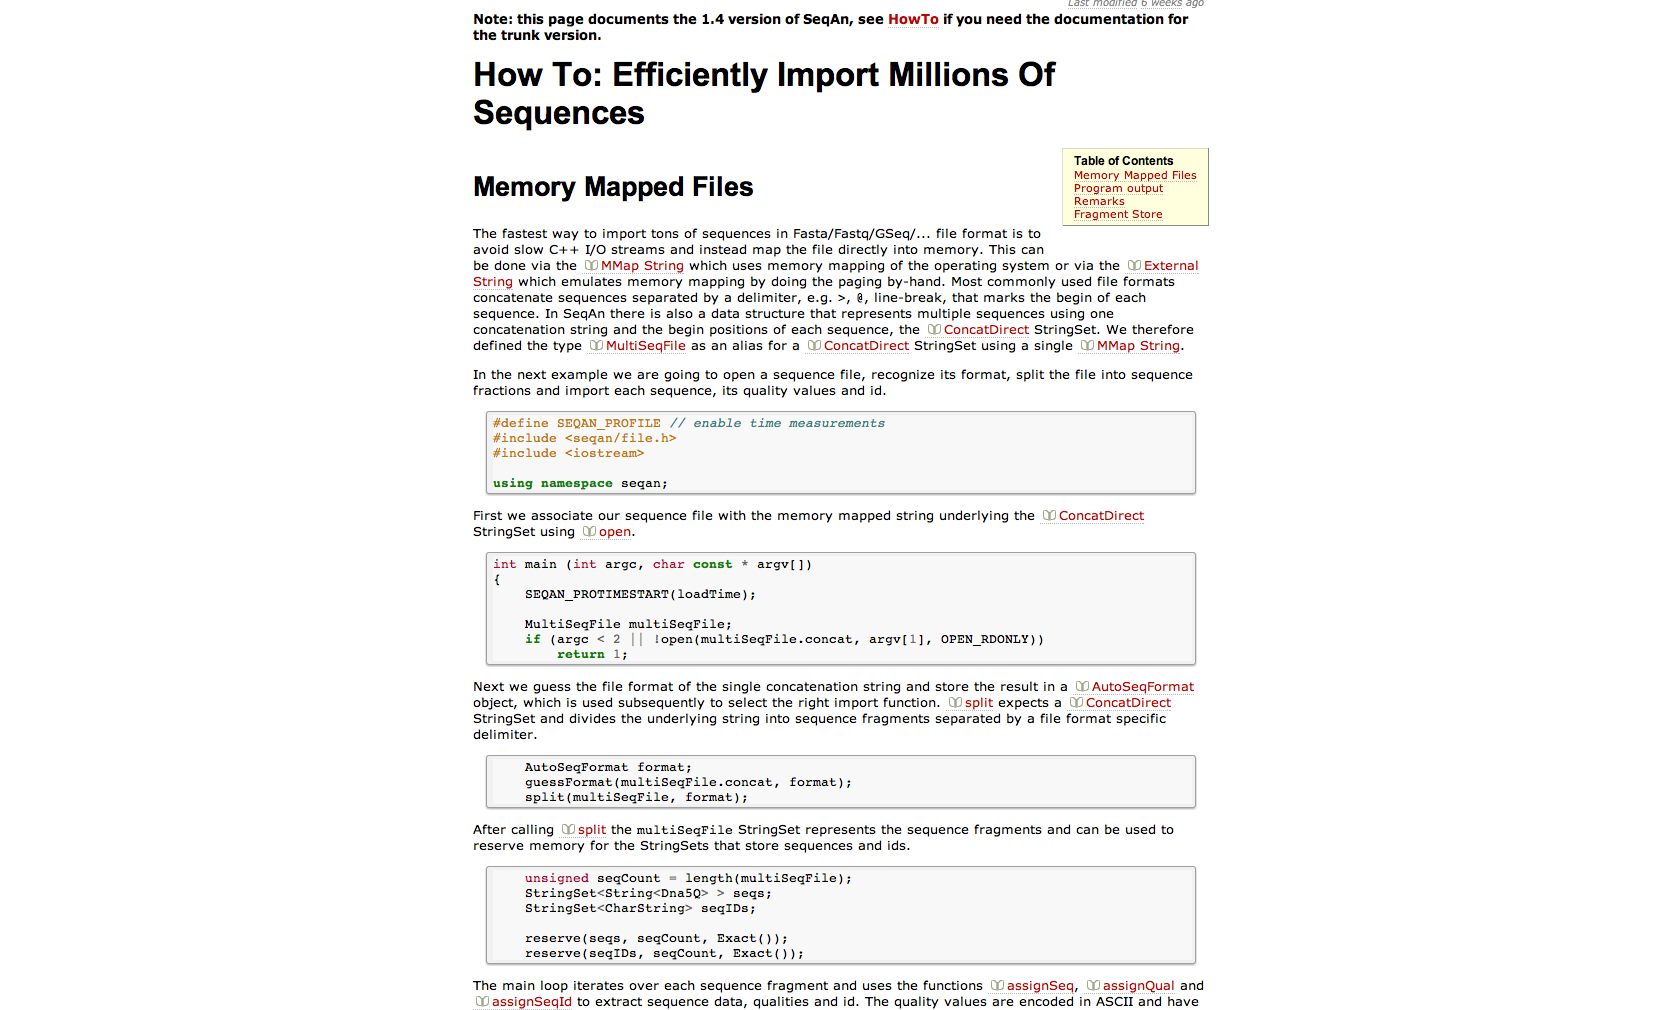 Last modified 6 weeks ago
Note: this page documents the 1.4 version of SeqAn, see HowTo if you need the documentation for
the trunk version.
How To: Efficiently Import Millions Of
Sequences
Table of Contents
Memory Mapped Files
Program output
Remarks
Fragment Store
Memory Mapped Files
The fastest way to import tons of sequences in Fasta/Fastq/GSeq/... file format is to
avoid slow C++ I/O streams and instead map the file directly into memory. This can
be done via the MMap String which uses memory mapping of the operating system or via the External
String which emulates memory mapping by doing the paging by-hand. Most commonly used file formats
concatenate sequences separated by a delimiter, e.g. >, @, line-break, that marks the begin of each
sequence. In SeqAn there is also a data structure that represents multiple sequences using one
concatenation string and the begin positions of each sequence, the ConcatDirect StringSet. We therefore
defined the type MultiSeqFile as an alias for a ConcatDirect StringSet using a single MMap String.
In the next example we are going to open a sequence file, recognize its format, split the file into sequence
fractions and import each sequence, its quality values and id.
#define SEQAN_PROFILE // enable time measurements
#include <seqan/file.h>
#include <iostream>
using namespace seqan;
First we associate our sequence file with the memory mapped string underlying the ConcatDirect
StringSet using open.
int main (int argc, char const * argv[])
{
    SEQAN_PROTIMESTART(loadTime);
    MultiSeqFile multiSeqFile;
    if (argc < 2 || !open(multiSeqFile.concat, argv[1], OPEN_RDONLY))
        return 1;
Next we guess the file format of the single concatenation string and store the result in a AutoSeqFormat
object, which is used subsequently to select the right import function. split expects a ConcatDirect
StringSet and divides the underlying string into sequence fragments separated by a file format specific
delimiter.
    AutoSeqFormat format;
    guessFormat(multiSeqFile.concat, format);
    split(multiSeqFile, format);
After calling split the multiSeqFile StringSet represents the sequence fragments and can be used to
reserve memory for the StringSets that store sequences and ids.
    unsigned seqCount = length(multiSeqFile);
    StringSet<String<Dna5Q> > seqs;
    StringSet<CharString> seqIDs;
    reserve(seqs, seqCount, Exact());
    reserve(seqIDs, seqCount, Exact());
The main loop iterates over each sequence fragment and uses the functions assignSeq, assignQual and
assignSeqId to extract sequence data, qualities and id. The quality values are encoded in ASCII and have